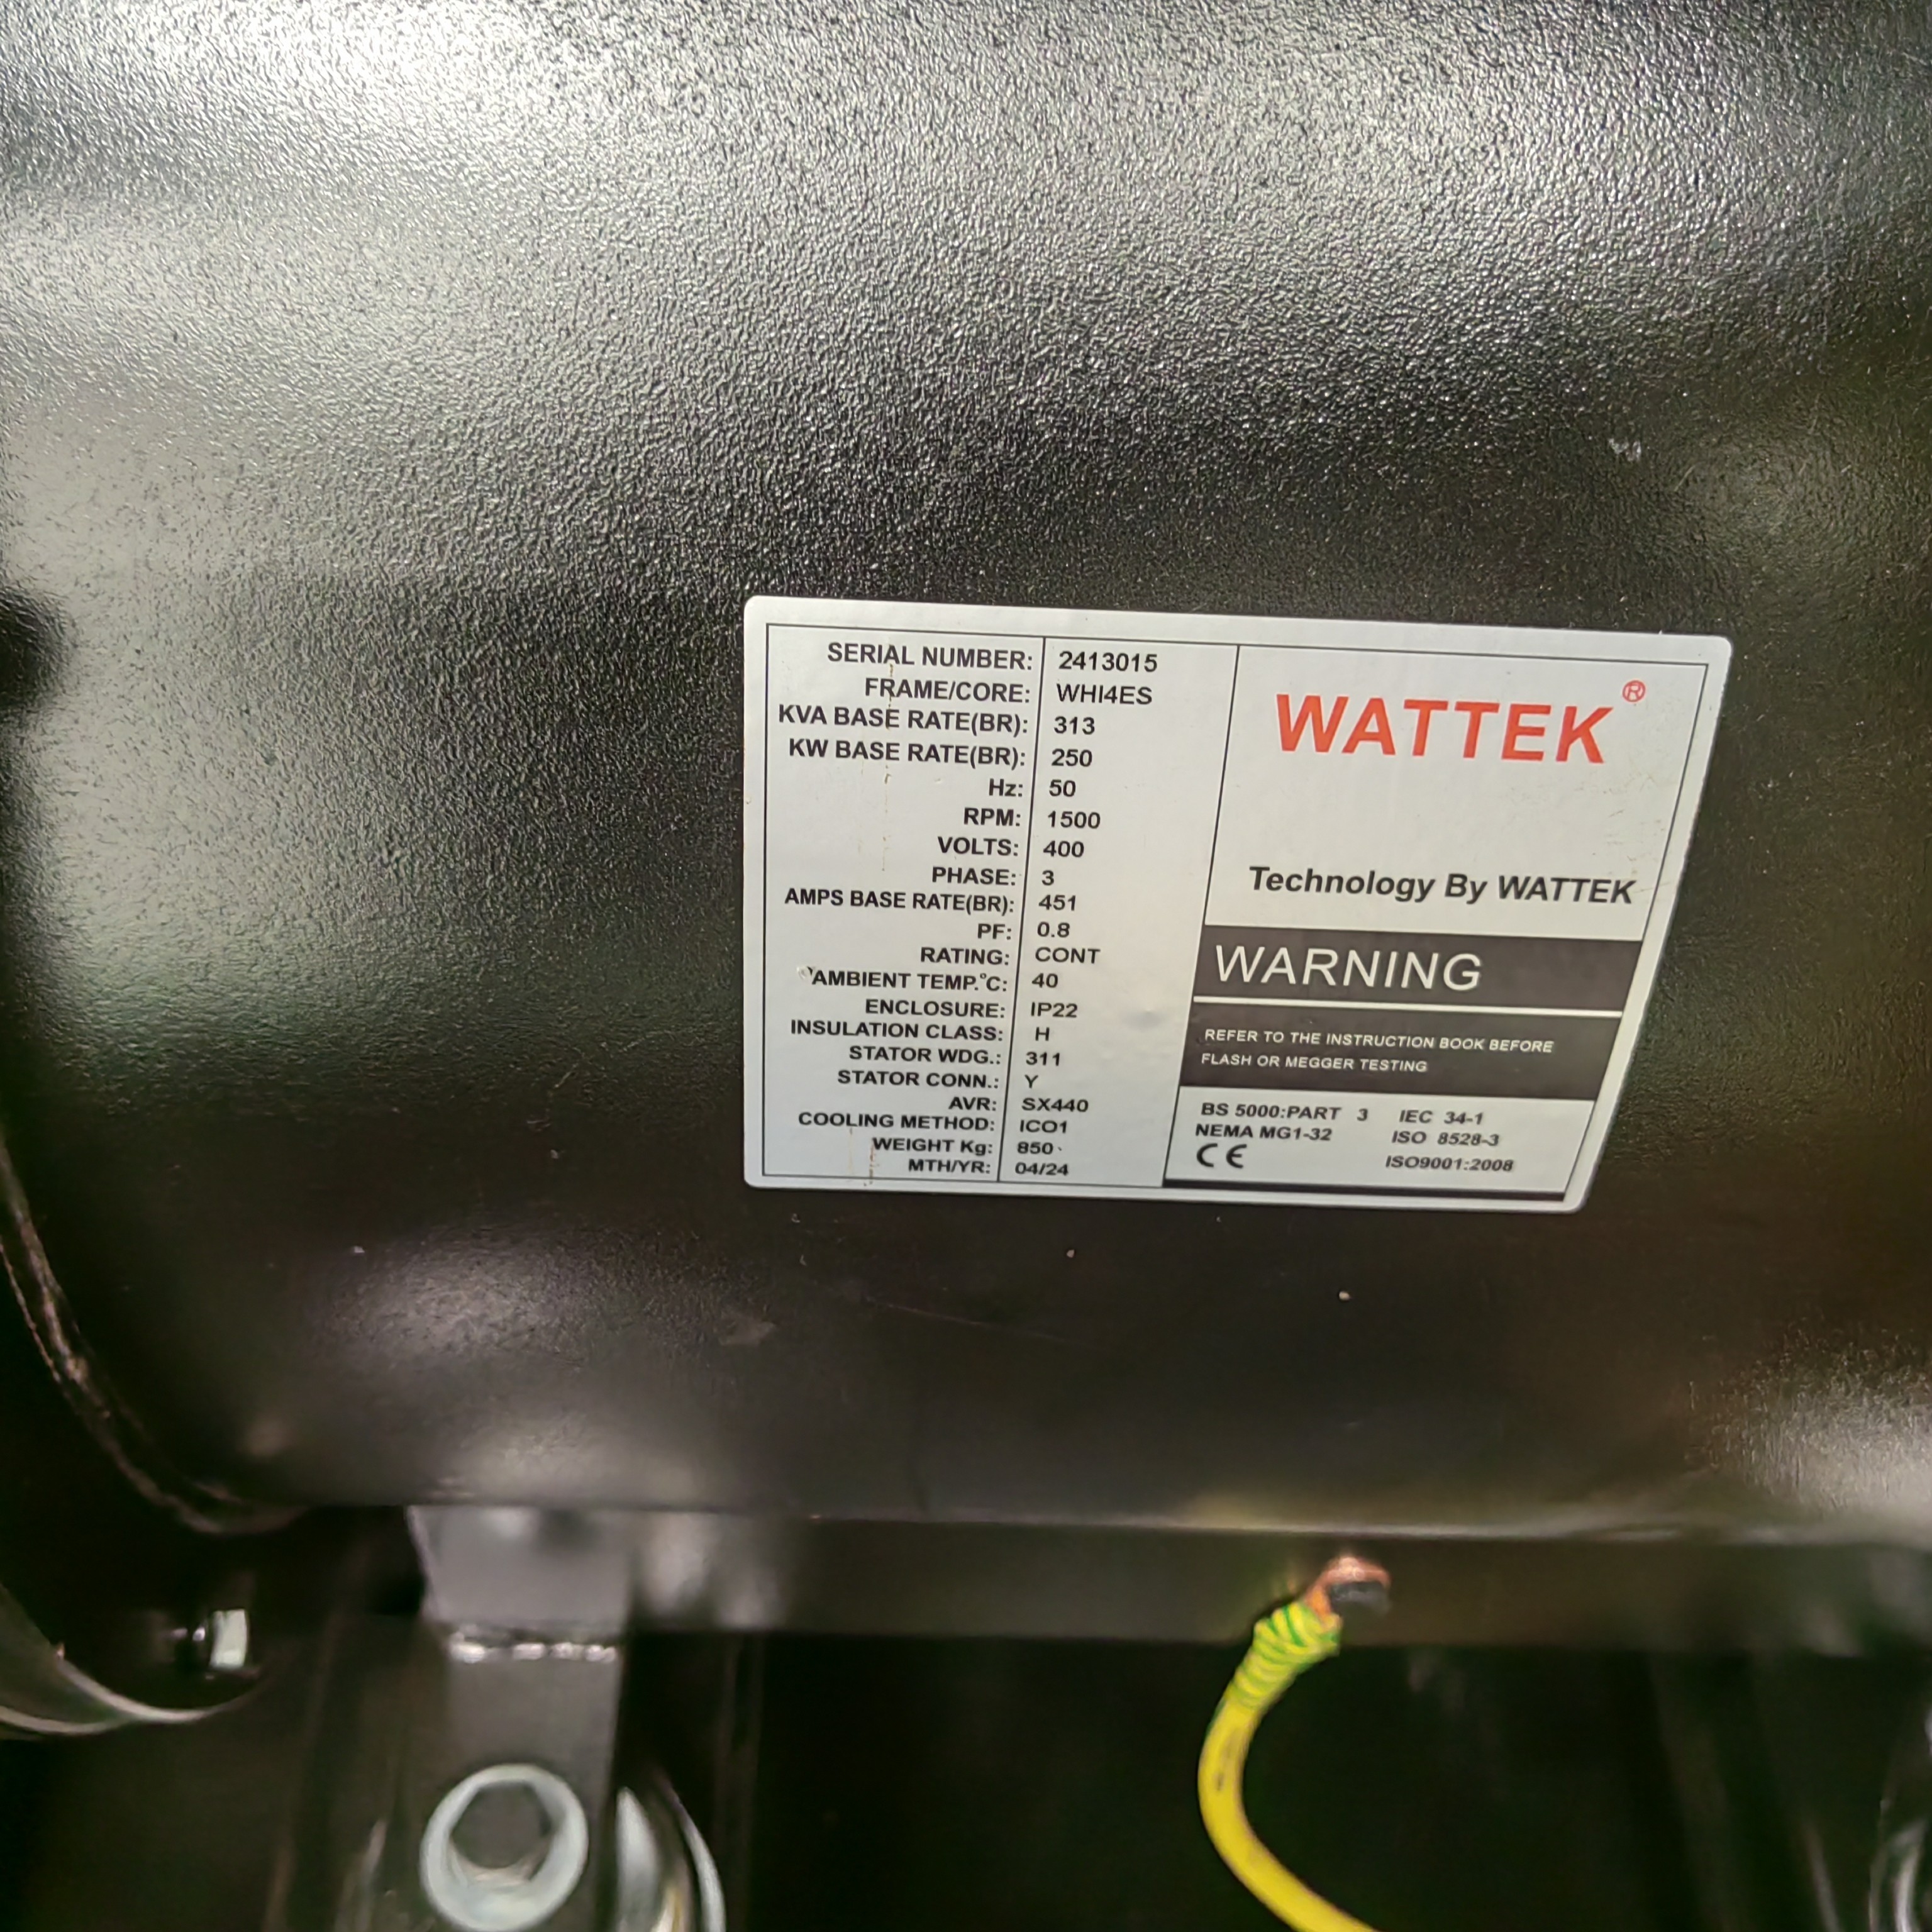 SERIAL NUMBER: 2413015
FRAME/CORE: WHI4ES
KVA BASE RATE(BR): 313
KW BASE RATE(BR): 250
Hz: 50
RPM: 1500
VOLTS: 400
PHASE: 3
AMPS BASE RATE(BR): 451
PF: 0.8
RATING: CONT
AMBIENT TEMP.°C: 40
ENCLOSURE: IP22
INSULATION CLASS: H
STATOR WDG.: 311
STATOR CONN.: Y
AVR: SX440
COOLING METHOD: ICO1
WEIGHT Kg: 850
MTH/YR: 04/24
WATTEK®
Technology By WATTEK
WARNING
REFER TO THE INSTRUCTION BOOK BEFORE
FLASH OR MEGGER TESTING
BS 5000:PART 3 IEC 34-1
NEMA MG1-32 ISO 8528-3
CE ISO9001:2008